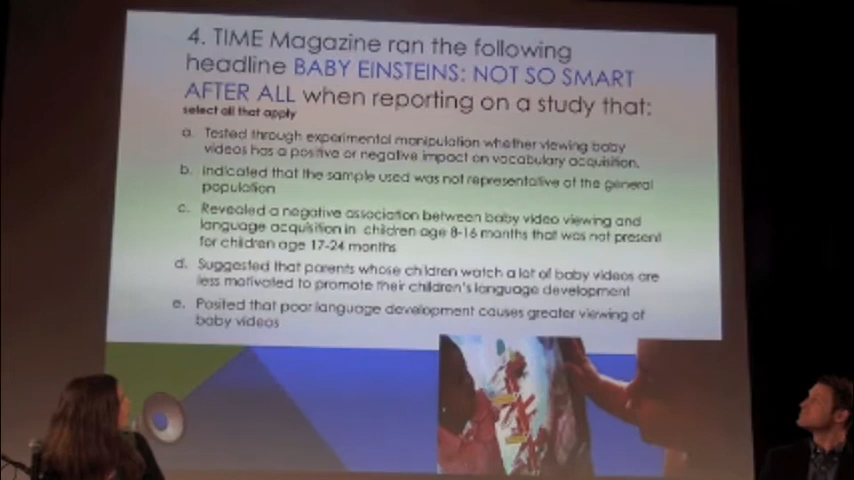 4. TIME Magazine ran the following
headline BABY EINSTEINS: NOT SO SMART
AFTER ALL when reporting on a study that:
select all that apply
a. Tested through experimental manipulation whether viewing baby
videos has a positive or negative impact on vocabulary acquisition.
b. Indicated that the sample used was not representative of the general
population
c. Revealed a negative association between baby video viewing and
language acquisition in children age 8-16 months that was not present
for children age 17-24 months
d. Suggested that parents whose children watch a lot of baby videos are
less motivated to promote their children's language development
e. Posited that poor language development causes greater viewing of
baby videos